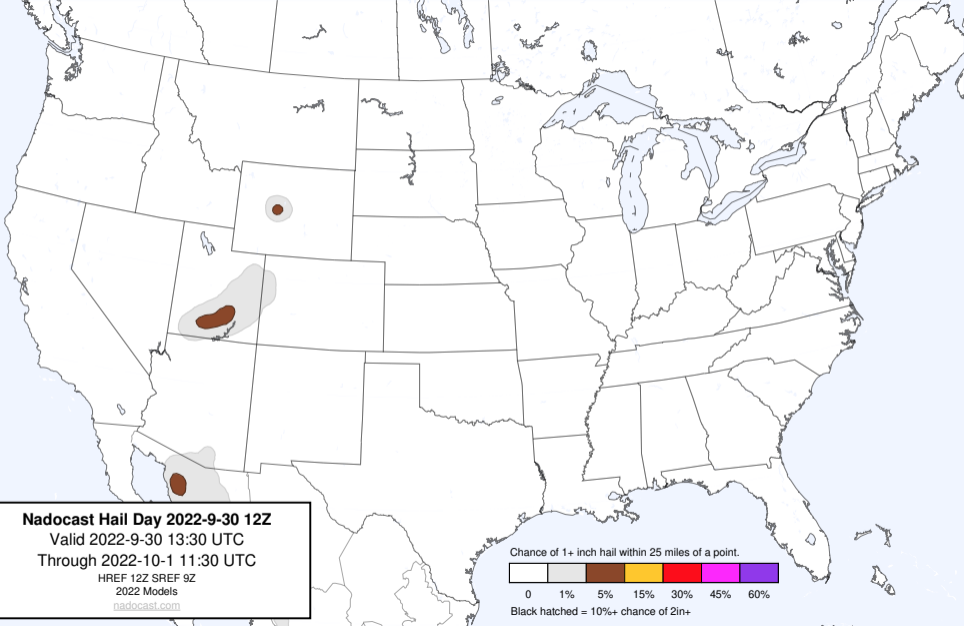 Nadocast Hail Day 2022-9-30 12Z
Valid 2022-9-30 13:30 UTC
Through 2022-10-1 11:30 UTC
HREF 12Z SREF 9Z
2022 Models
nadocast.com
Chance of 1+ inch hail within 25 miles of a point.
0 1% 5% 15% 30% 45% 60%
Black hatched = 10%+ chance of 2in+